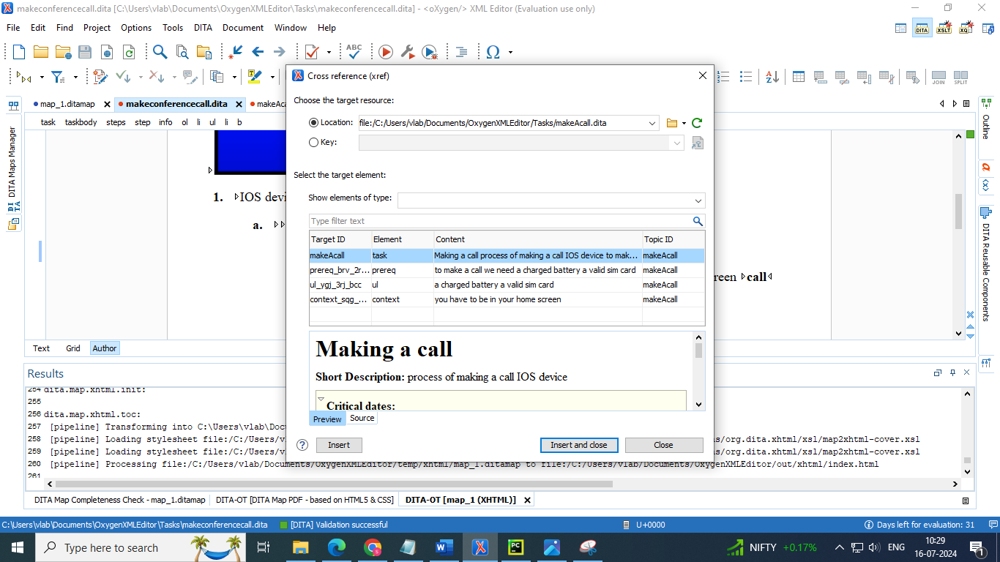 makeconferencecall.dita [C:\Users\vlab\Documents\OxygenXMLEditor\Tasks\makeconferencecall.dita] - <oXygen/> XML Editor (Evaluation use only)
File Edit Find Project Options Tools DITA Document Window Help
DITA XSLT XQ
ABC
JOIN SPLIT
map_1.ditamap makeconferencecall.dita makeAc
task taskbody steps step info ol li ul li b
DITA Maps Manager
Outline
DITA Reusable Components
1. IOS devi
a.
reen call
Cross reference (xref)
Choose the target resource:
Location: file:/C:/Users/vlab/Documents/OxygenXMLEditor/Tasks/makeAcall.dita
Key:
Select the target element:
Show elements of type:
Type filter text
Target ID Element Content Topic ID
makeAcall task Making a call process of making a call IOS device to mak... makeAcall
prereq_brv_2r... prereq to make a call we need a charged battery a valid sim card makeAcall
ul_ygj_3rj_bcc ul a charged battery a valid sim card makeAcall
context_sqg_... context you have to be in your home screen makeAcall
Making a call
Short Description: process of making a call IOS device
Critical dates:
Preview Source
Insert Insert and close Close
Text Grid Author
Results
254 dita.map.xhtml.init:
255
256 dita.map.xhtml.toc:
257 [pipeline] Transforming into C:\Users\vlab\Docu
258 [pipeline] Loading stylesheet file:/C:/Users/v s/org.dita.xhtml/xsl/map2xhtml-cover.xsl
259 [pipeline] Loading stylesheet file:/C:/Users/v s/org.dita.xhtml/xsl/map2xhtml-cover.xsl
260 [pipeline] Processing file:/C:/Users/vlab/Documents/OxygenXMLEditor/temp/xhtml/map_1.ditamap to file:/C:/Users/vlab/Documents/OxygenXMLEditor/out/xhtml/index.html
261
DITA Map Completeness Check - map_1.ditamap DITA-OT [DITA Map PDF - based on HTML5 & CSS] DITA-OT [map_1 (XHTML)]
C:\Users\vlab\Documents\OxygenXMLEditor\Tasks\makeconferencecall.dita [DITA] Validation successful U+0000 Days left for evaluation: 31
Type here to search NIFTY +0.17% ENG 10:29
16-07-2024
1